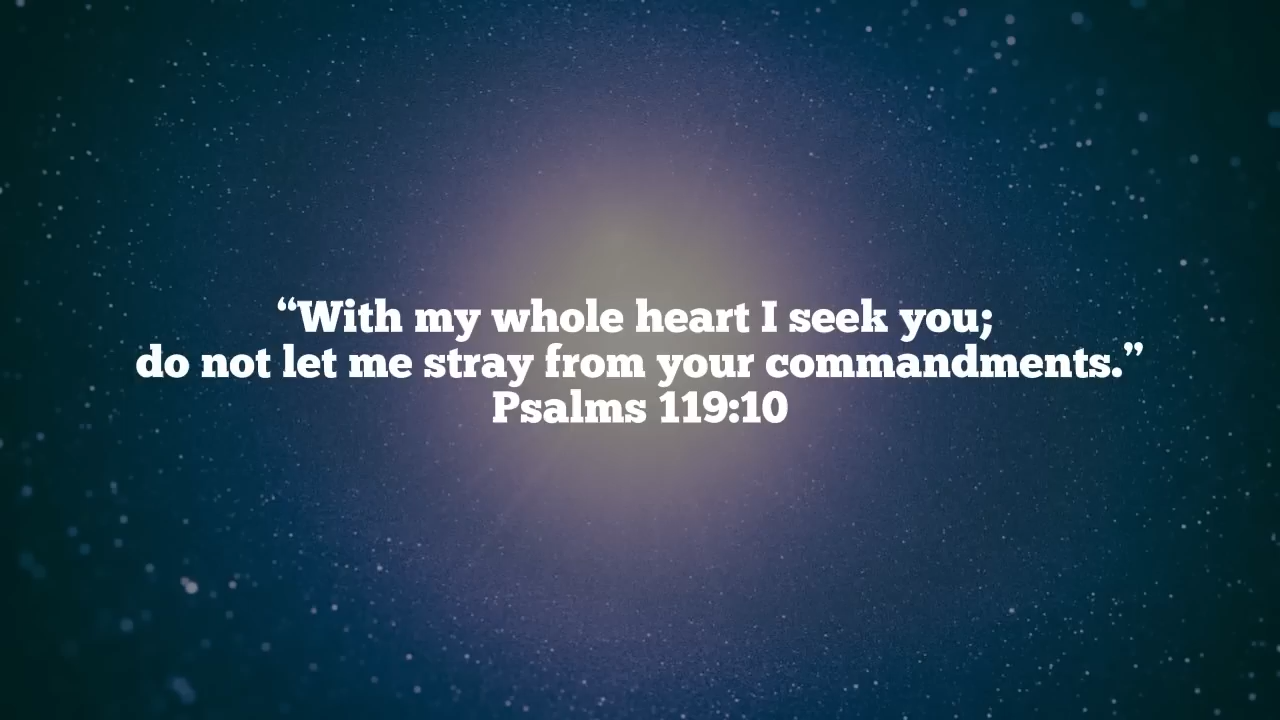 “With my whole heart I seek you;
do not let me stray from your commandments.”
Psalms 119:10